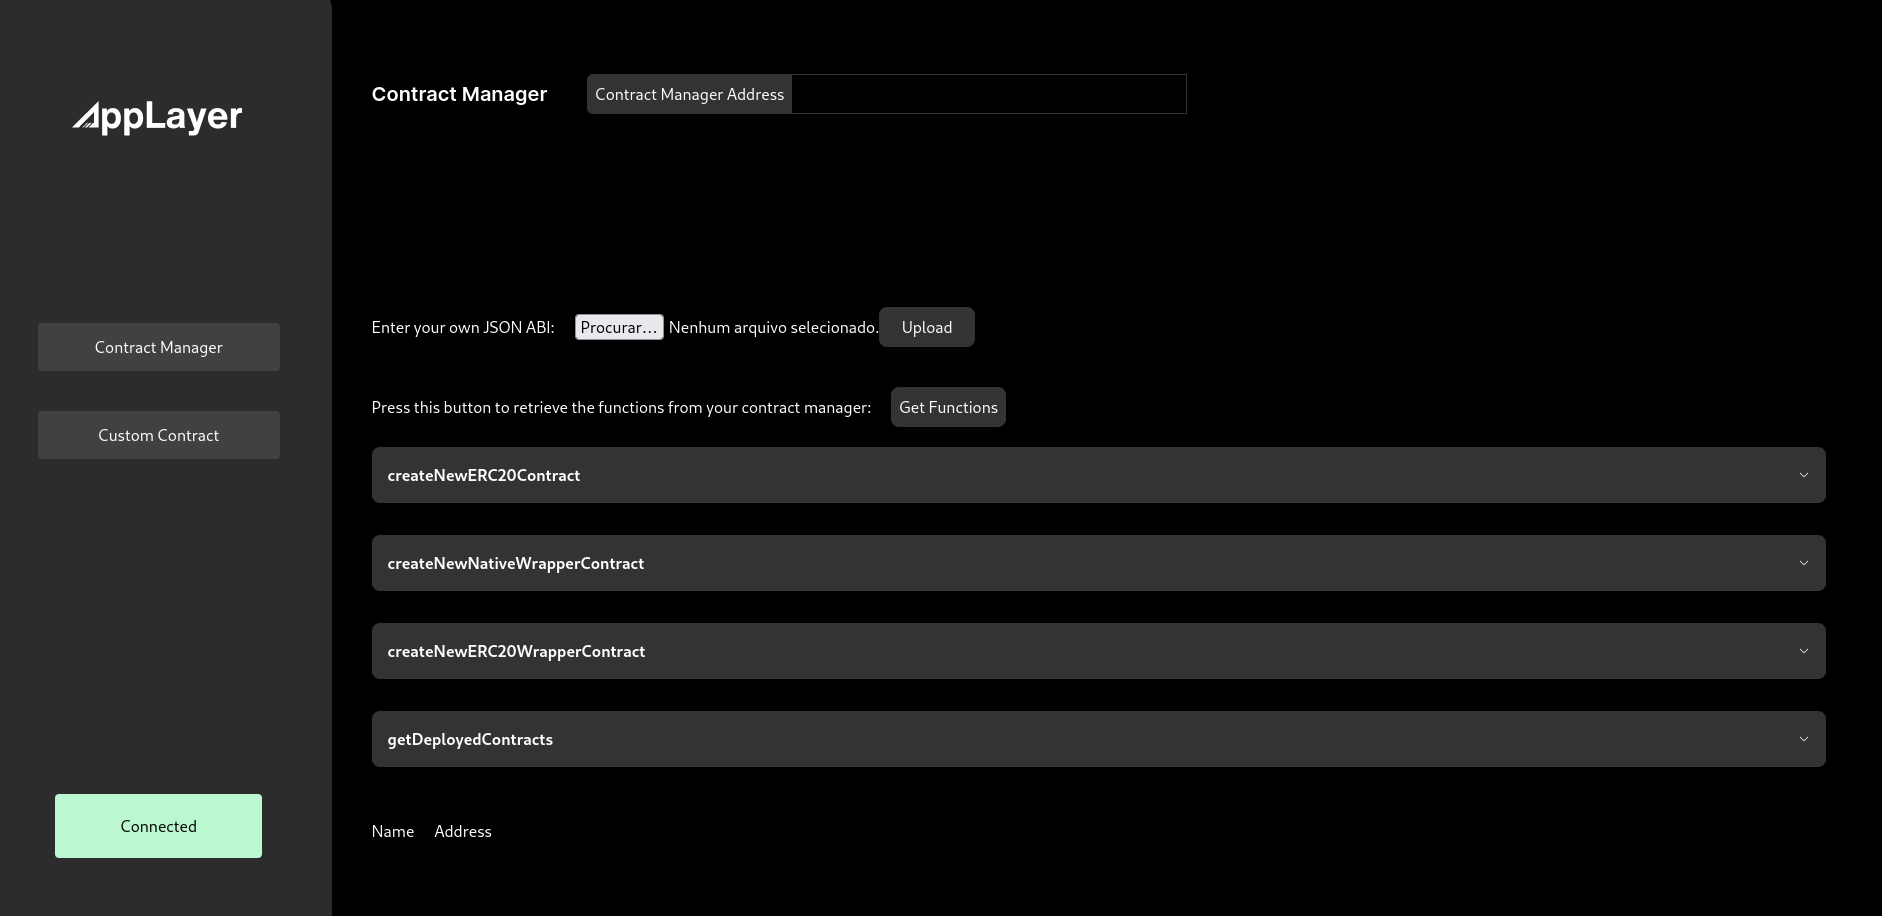 AppLayer
Contract Manager
Custom Contract
Connected
Contract Manager Contract Manager Address
Enter your own JSON ABI: Procurar... Nenhum arquivo selecionado. Upload
Press this button to retrieve the functions from your contract manager: Get Functions
createNewERC20Contract
createNewNativeWrapperContract
createNewERC20WrapperContract
getDeployedContracts
Name Address